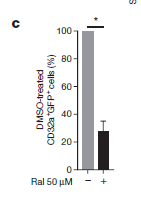 c
*
DMSO-treated
CD32a⁺GFP⁺ cells (%)
100
80
60
40
20
0
Ral 50 μM − +